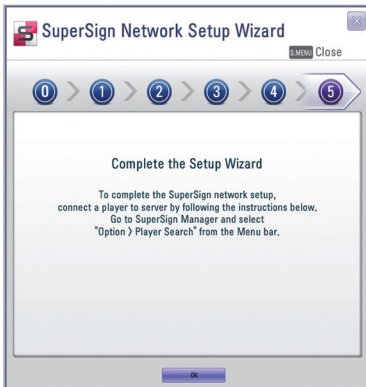 SuperSign Network Setup Wizard
S.MENU Close
0 > 1 > 2 > 3 > 4 > 5
Complete the Setup Wizard
To complete the SuperSign network setup,
connect a player to server by following the instructions below.
Go to SuperSign Manager and select
"Option > Player Search" from the Menu bar.
OK